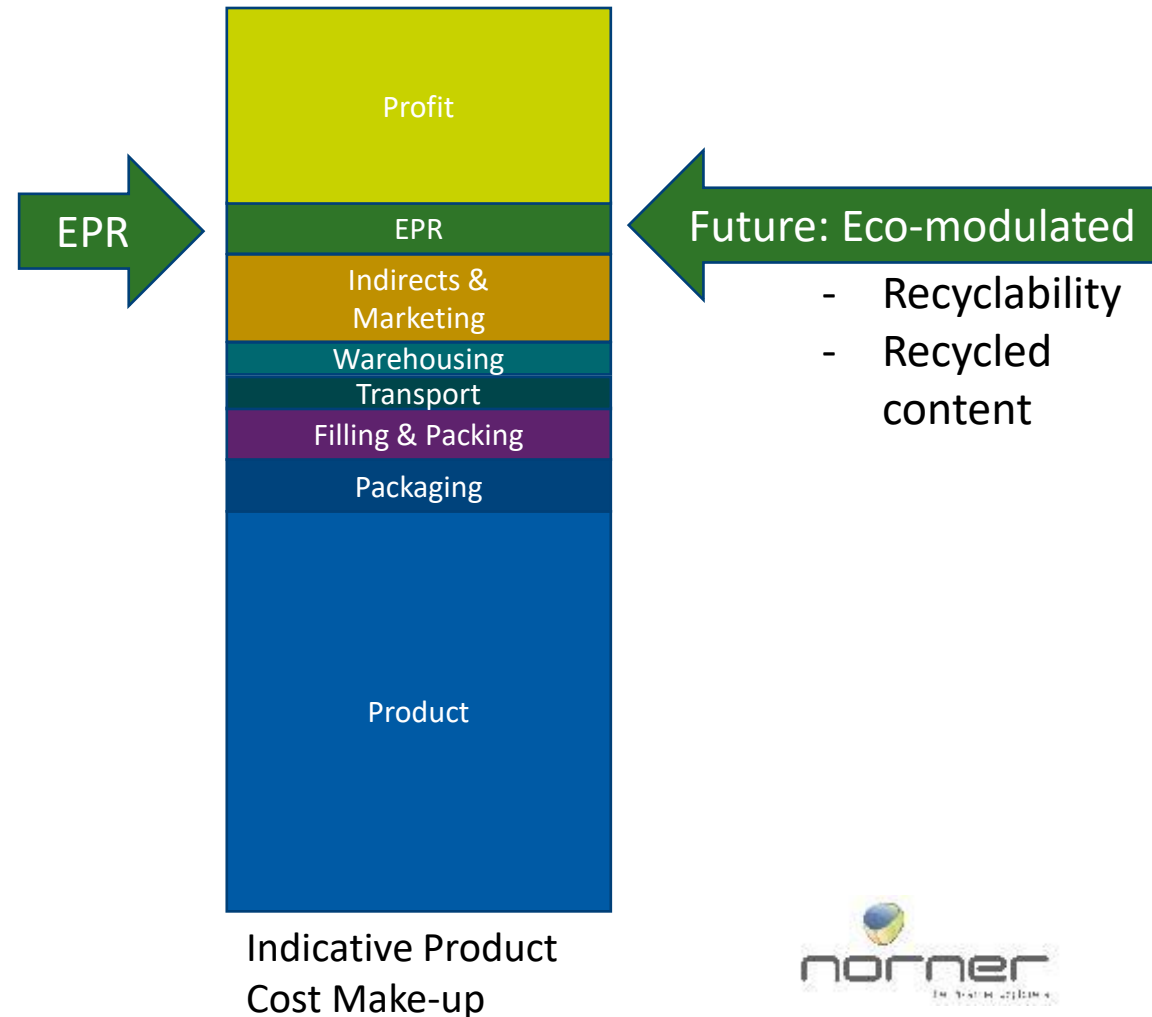 Profit
EPR
EPR
Future: Eco-modulated
Indirects &
Marketing
- Recyclability
- Recycled
content
Warehousing
Transport
Filling & Packing
Packaging
Product
Indicative Product
Cost Make-up
norner